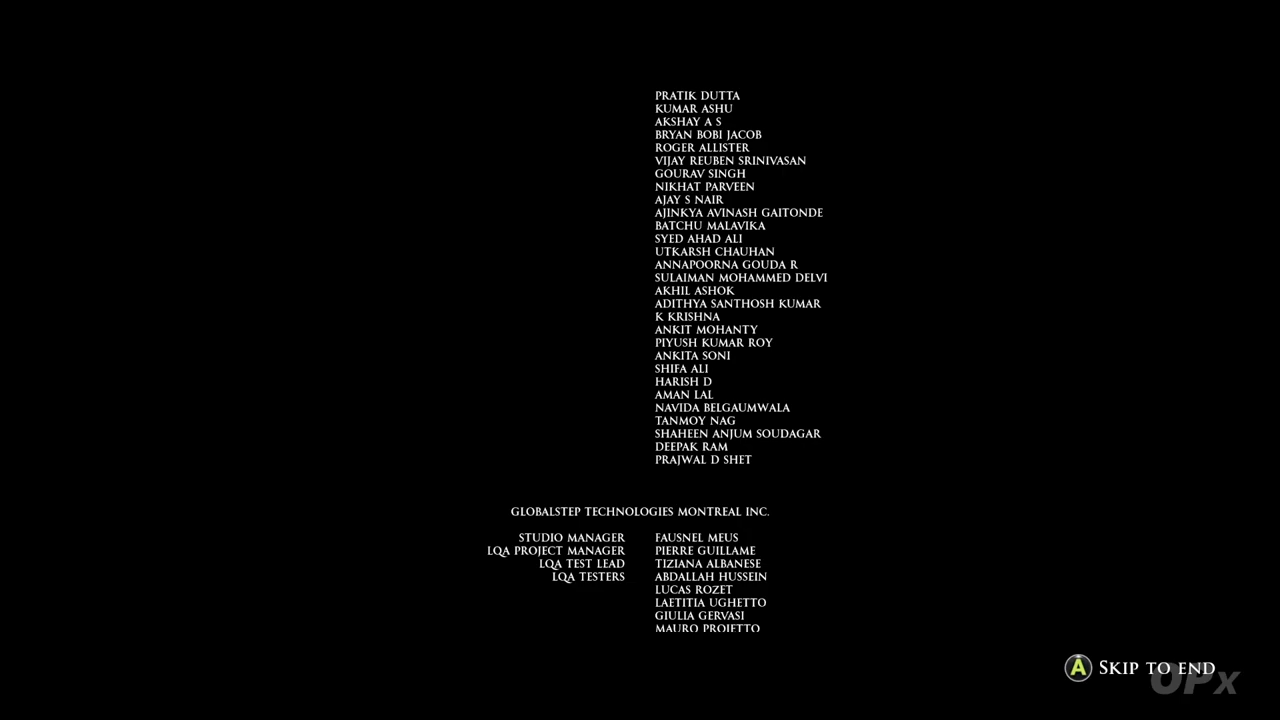 PRATIK DUTTA
KUMAR ASHU
AKSHAY A S
BRYAN BOBI JACOB
ROGER ALLISTER
VIJAY REUBEN SRINIVASAN
GOURAV SINGH
NIKHAT PARVEEN
AJAY S NAIR
AJINKYA AVINASH GAITONDE
BATCHU MALAVIKA
SYED AHAD ALI
UTKARSH CHAUHAN
ANNAPOORNA GOUDA R
SULAIMAN MOHAMMED DELVI
AKHIL ASHOK
ADITHYA SANTHOSH KUMAR
K KRISHNA
ANKIT MOHANTY
PIYUSH KUMAR ROY
ANKITA SONI
SHIFA ALI
HARISH D
AMAN LAL
NAVIDA BELGAUMWALA
TANMOY NAG
SHAHEEN ANJUM SOUDAGAR
DEEPAK RAM
PRAJWAL D SHET
GLOBALSTEP TECHNOLOGIES MONTREAL INC.
STUDIO MANAGER FAUSNEL MEUS
LQA PROJECT MANAGER PIERRE GUILLAME
LQA TEST LEAD TIZIANA ALBANESE
LQA TESTERS ABDALLAH HUSSEIN
LUCAS ROZET
LAETITIA UGHETTO
GIULIA GERVASI
MAURO PROIETTO
A SKIP TO END
OPx